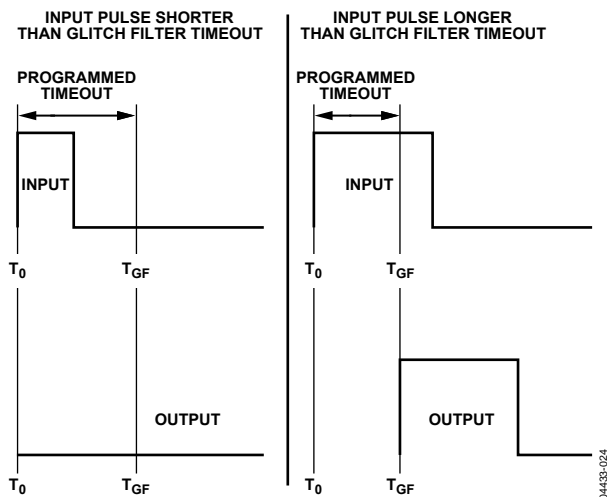 INPUT PULSE SHORTER
THAN GLITCH FILTER TIMEOUT
PROGRAMMED
TIMEOUT
INPUT
T0
TGF
OUTPUT
T0
TGF
INPUT PULSE LONGER
THAN GLITCH FILTER TIMEOUT
PROGRAMMED
TIMEOUT
INPUT
T0
TGF
OUTPUT
T0
TGF
04433-024